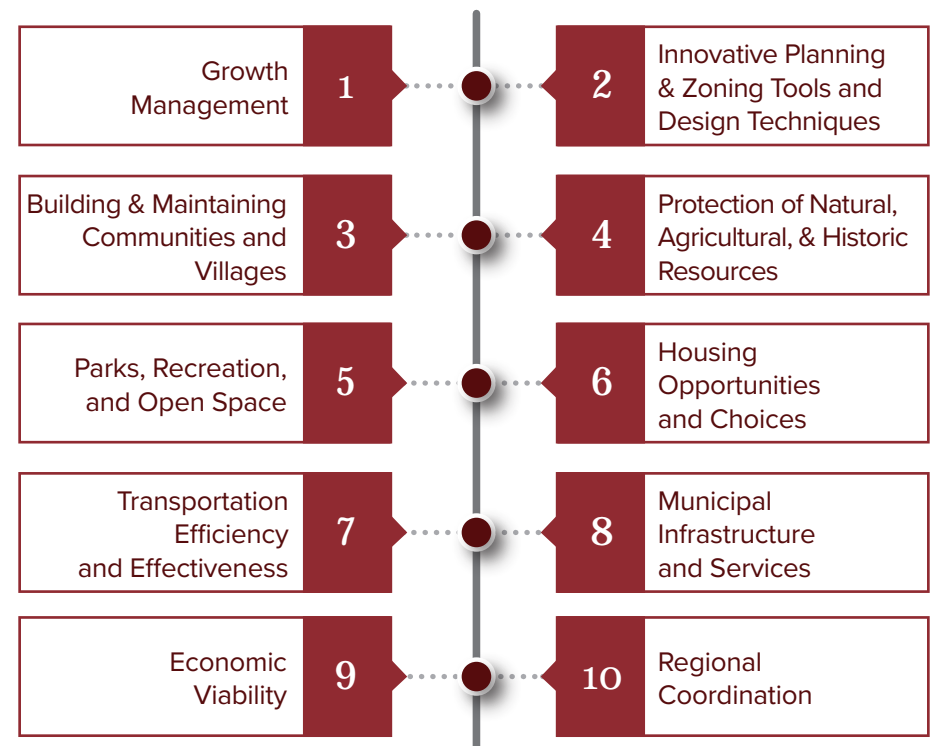 Growth
Management
1
2
Innovative Planning
& Zoning Tools and
Design Techniques
Building & Maintaining
Communities and
Villages
3
4
Protection of Natural,
Agricultural, & Historic
Resources
Parks, Recreation,
and Open Space
5
6
Housing
Opportunities
and Choices
Transportation
Efficiency
and Effectiveness
7
8
Municipal
Infrastructure
and Services
Economic
Viability
9
10
Regional
Coordination